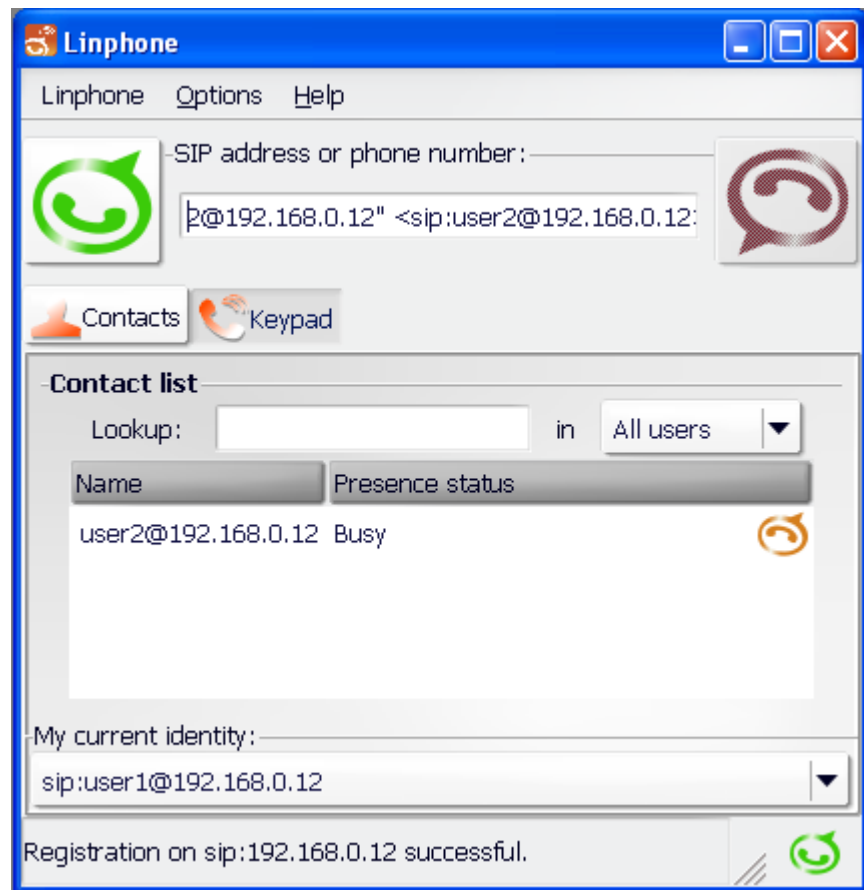 Linphone
Linphone Options Help
SIP address or phone number:
2@192.168.0.12" <sip:user2@192.168.0.12>
Contacts Keypad
Contact list
Lookup: in All users
Name Presence status
user2@192.168.0.12 Busy
My current identity:
sip:user1@192.168.0.12
Registration on sip:192.168.0.12 successful.